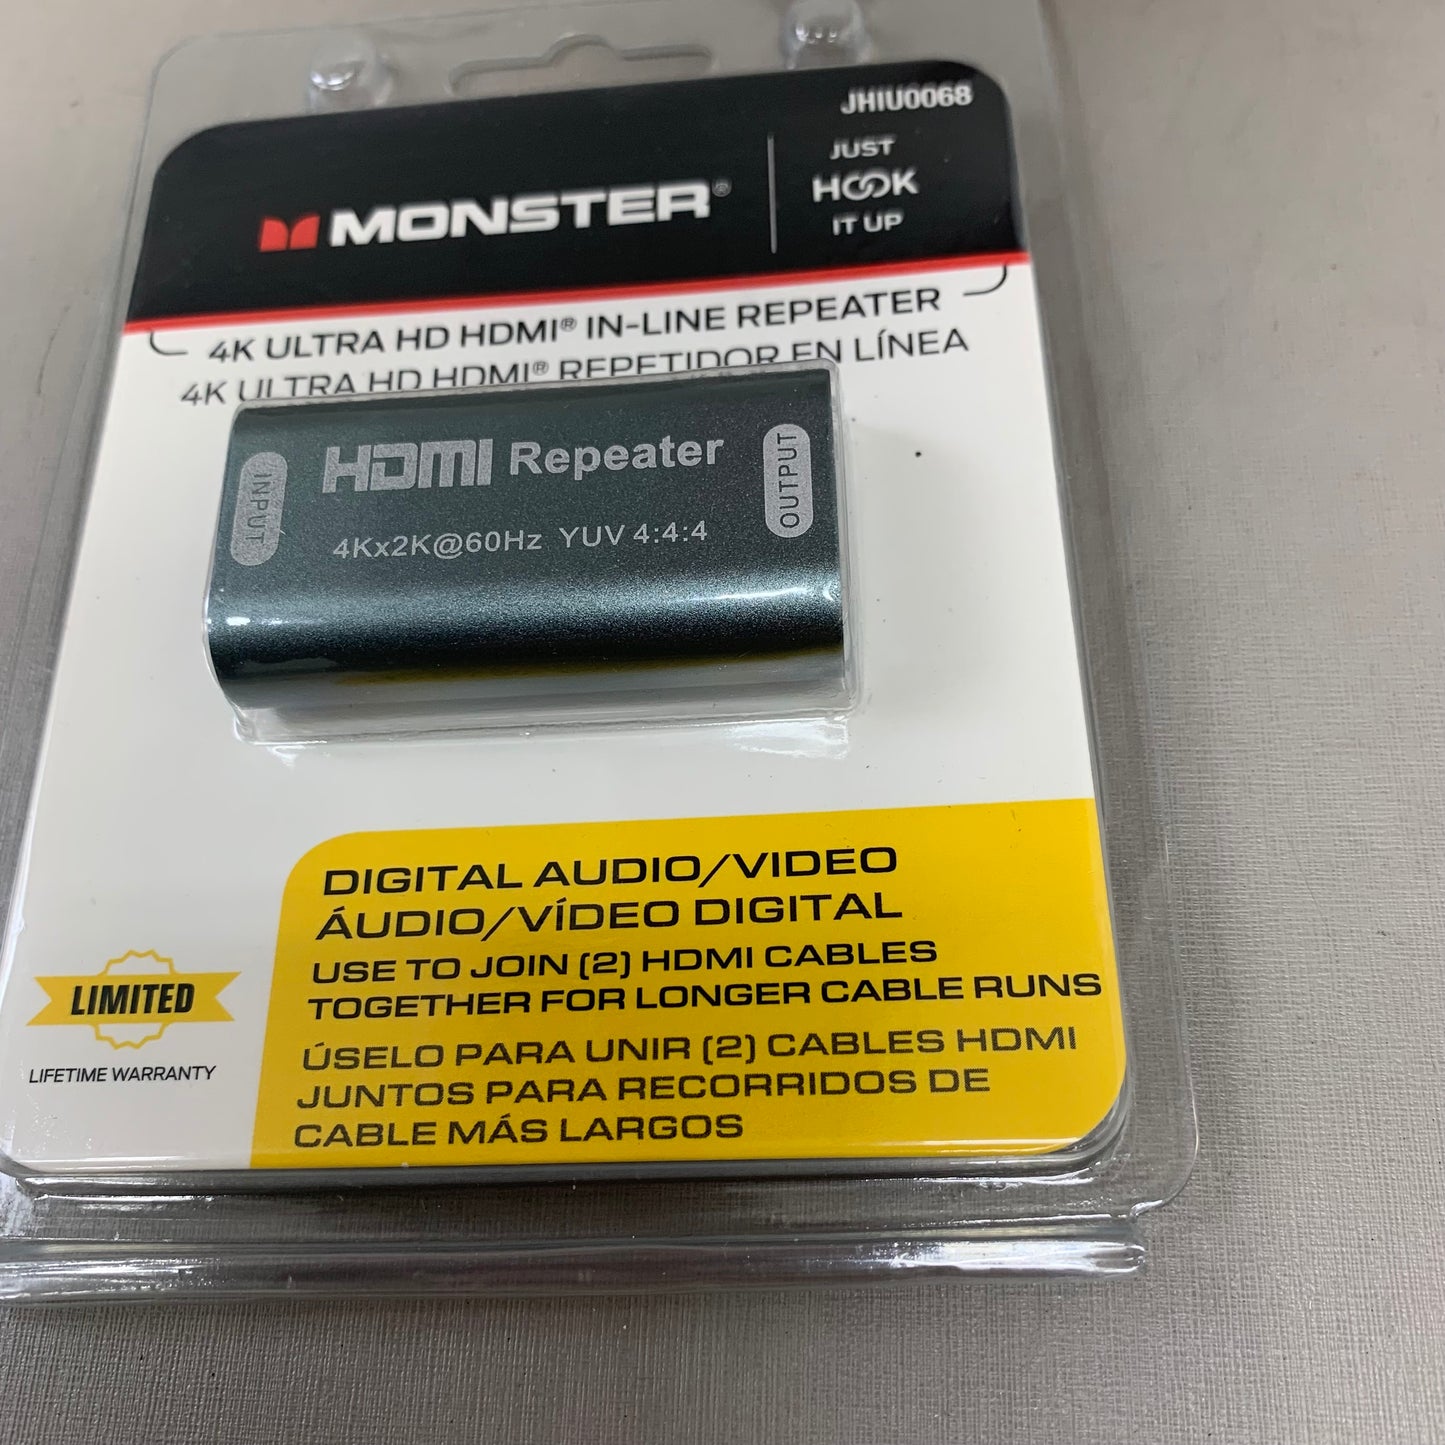 JHIU0068
MONSTER®
JUST
HOOK
IT UP
4K ULTRA HD HDMI® IN-LINE REPEATER
4K ULTRA HD HDMI® REPETIDOR EN LÍNEA
INPUT
HDMI Repeater
4Kx2K@60Hz YUV 4:4:4
OUTPUT
DIGITAL AUDIO/VIDEO
ÁUDIO/VÍDEO DIGITAL
USE TO JOIN (2) HDMI CABLES
TOGETHER FOR LONGER CABLE RUNS
ÚSELO PARA UNIR (2) CABLES HDMI
JUNTOS PARA RECORRIDOS DE
CABLE MÁS LARGOS
LIMITED
LIFETIME WARRANTY